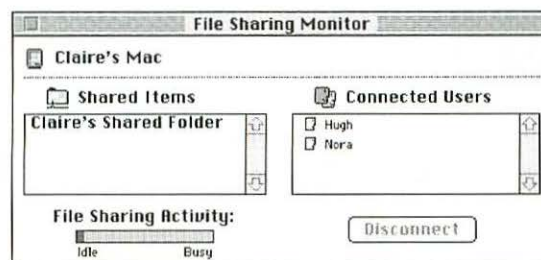 File Sharing Monitor
Claire's Mac
Shared Items
Connected Users
Claire's Shared Folder
Hugh
Nora
File Sharing Activity:
Idle Busy
Disconnect